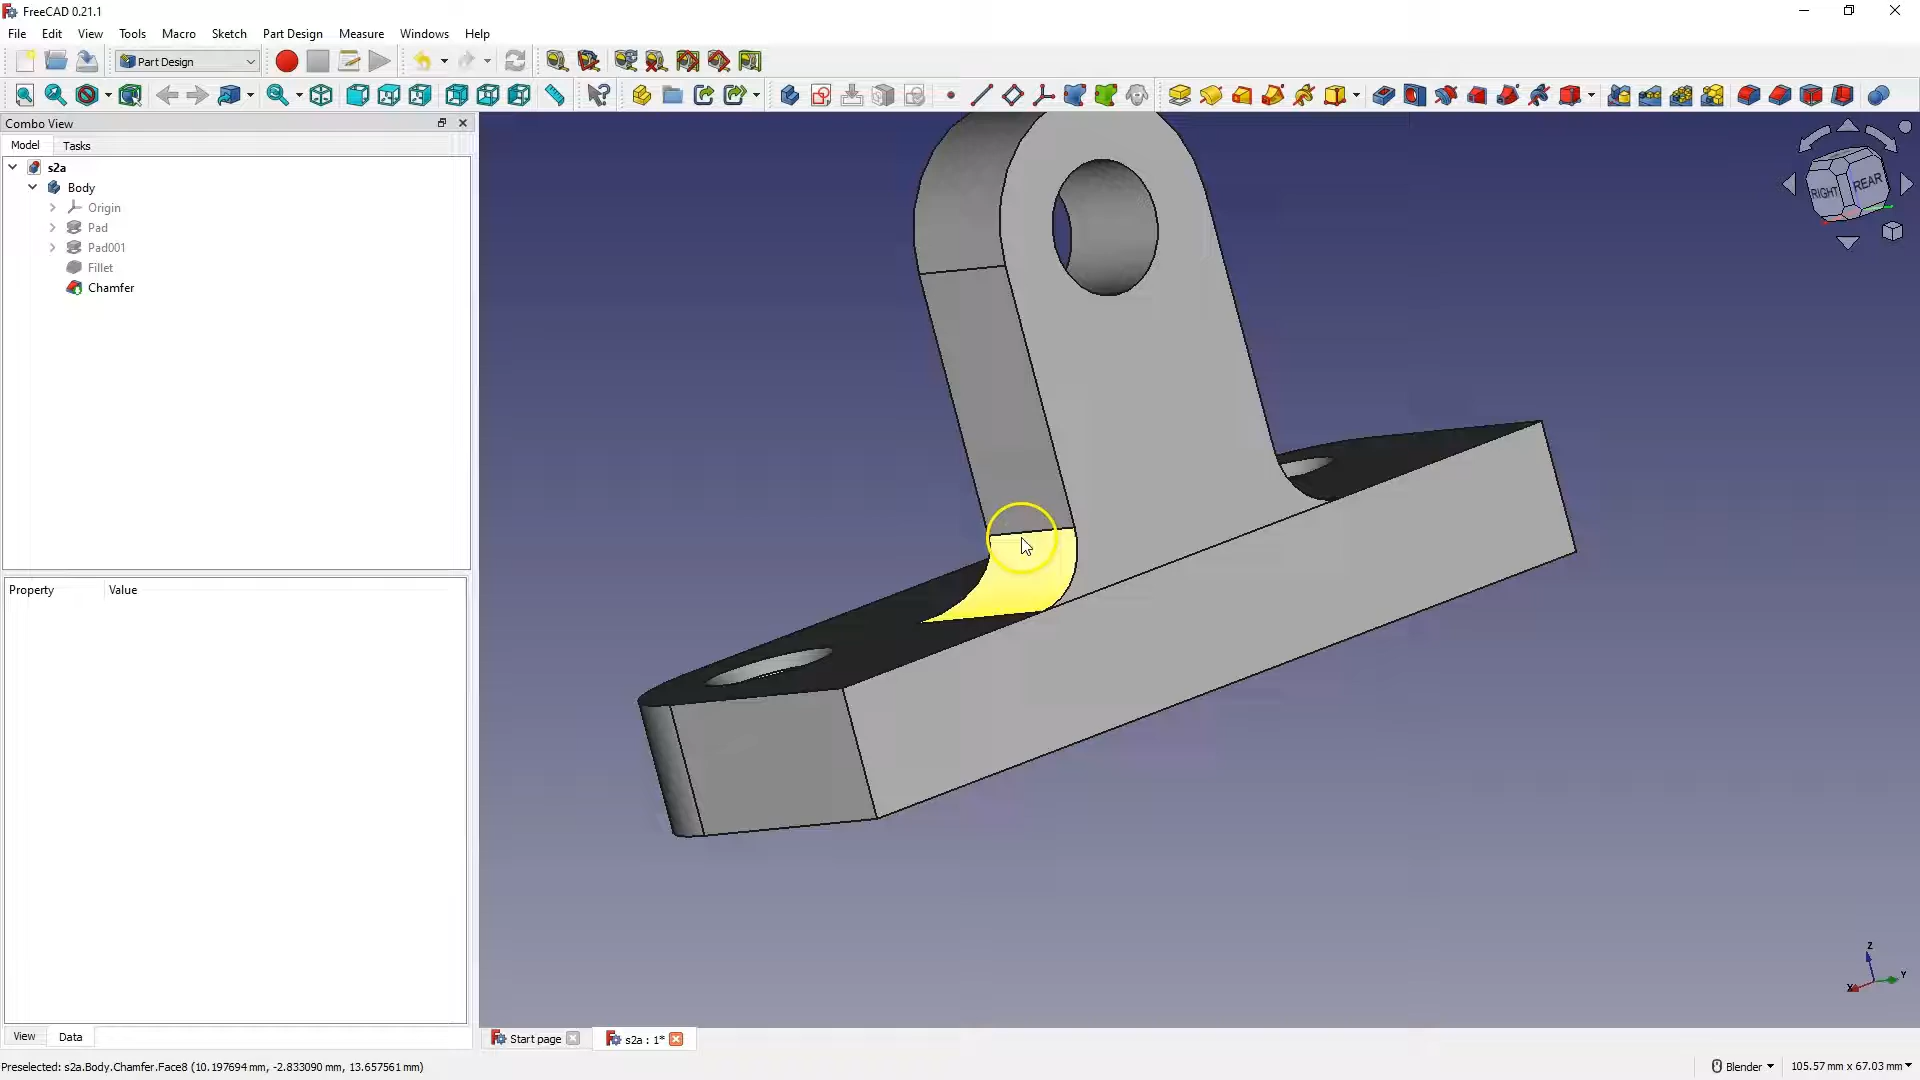 FreeCAD 0.21.1
File Edit View Tools Macro Sketch Part Design Measure Windows Help
Part Design
Combo View
Model Tasks
s2a
Body
Origin
Pad
Pad001
Fillet
Chamfer
Property Value
View Data
RIGHT REAR
Z
Y
X
Start page
s2a : 1*
Preselected: s2a.Body.Chamfer.Face8 (10.197694 mm, -2.833090 mm, 13.657561 mm)
Blender
105.57 mm x 67.03 mm